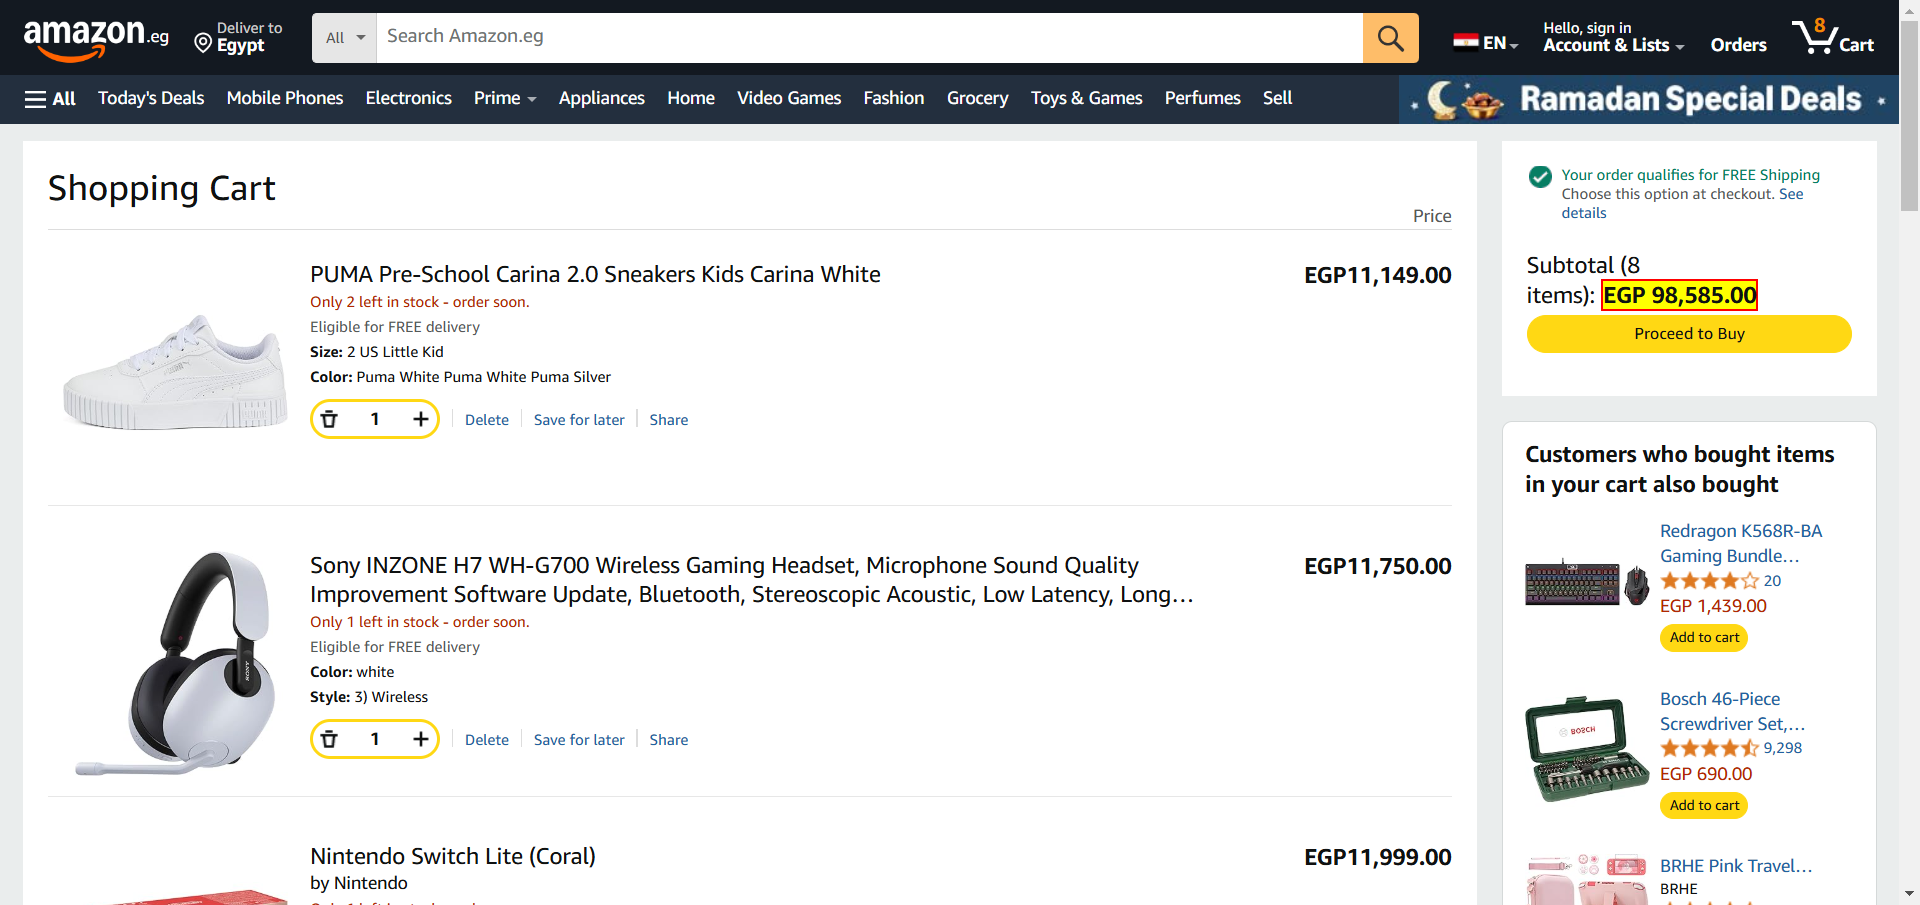 amazon.eg
Deliver to
Egypt
All
Search Amazon.eg
EN
Hello, sign in
Account & Lists
Orders
8
Cart
All
Today's Deals
Mobile Phones
Electronics
Prime
Appliances
Home
Video Games
Fashion
Grocery
Toys & Games
Perfumes
Sell
Ramadan Special Deals
Shopping Cart
Price
PUMA Pre-School Carina 2.0 Sneakers Kids Carina White
EGP11,149.00
Only 2 left in stock - order soon.
Eligible for FREE delivery
Size: 2 US Little Kid
Color: Puma White Puma White Puma Silver
1
Delete
Save for later
Share
Sony INZONE H7 WH-G700 Wireless Gaming Headset, Microphone Sound Quality
Improvement Software Update, Bluetooth, Stereoscopic Acoustic, Low Latency, Long…
EGP11,750.00
Only 1 left in stock - order soon.
Eligible for FREE delivery
Color: white
Style: 3) Wireless
SONY
1
Delete
Save for later
Share
Nintendo Switch Lite (Coral)
EGP11,999.00
by Nintendo
Your order qualifies for FREE Shipping
Choose this option at checkout. See
details
Subtotal (8
items): EGP 98,585.00
Proceed to Buy
Customers who bought items
in your cart also bought
Redragon K568R-BA
Gaming Bundle…
20
EGP 1,439.00
Add to cart
BOSCH
Bosch 46-Piece
Screwdriver Set,…
9,298
EGP 690.00
Add to cart
BRHE Pink Travel…
BRHE